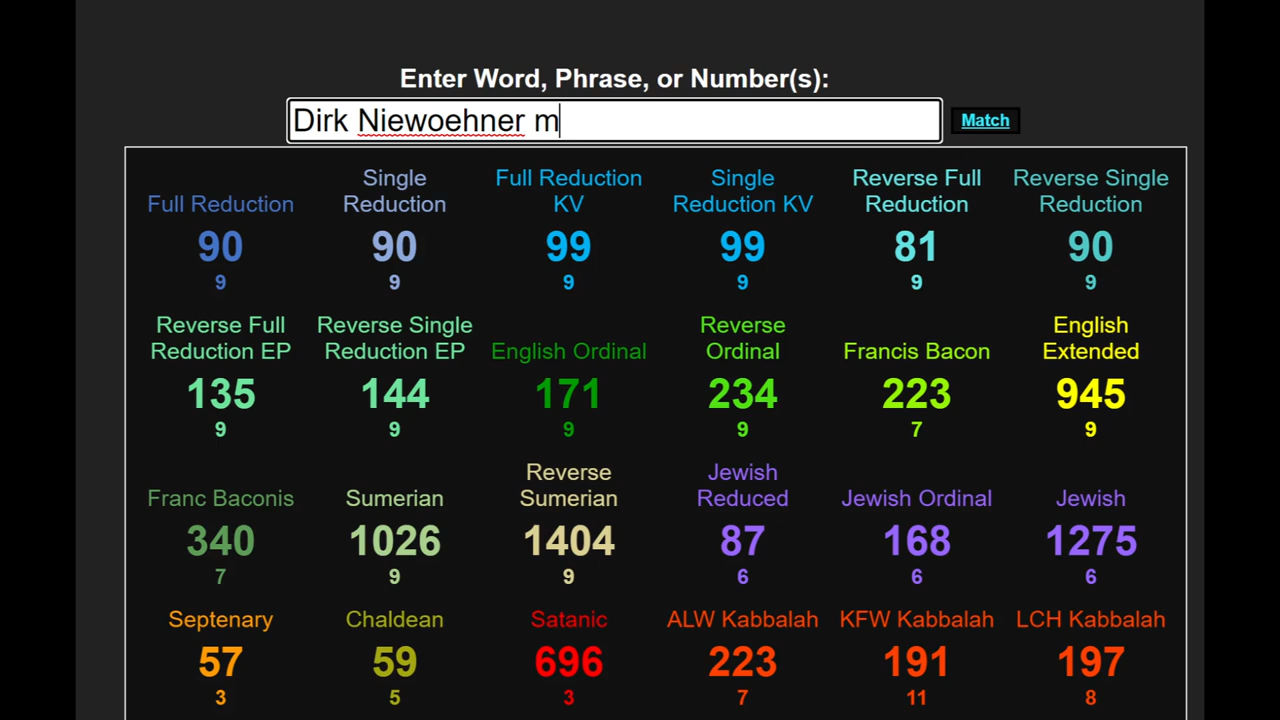 Enter Word, Phrase, or Number(s):
Dirk Niewoehner m
Match
Full Reduction
90
9
Single Reduction
90
9
Full Reduction KV
99
9
Single Reduction KV
99
9
Reverse Full Reduction
81
9
Reverse Single Reduction
90
9
Reverse Full Reduction EP
135
9
Reverse Single Reduction EP
144
9
English Ordinal
171
9
Reverse Ordinal
234
9
Francis Bacon
223
7
English Extended
945
9
Franc Baconis
340
7
Sumerian
1026
9
Reverse Sumerian
1404
9
Jewish Reduced
87
6
Jewish Ordinal
168
6
Jewish
1275
6
Septenary
57
3
Chaldean
59
5
Satanic
696
3
ALW Kabbalah
223
7
KFW Kabbalah
191
11
LCH Kabbalah
197
8